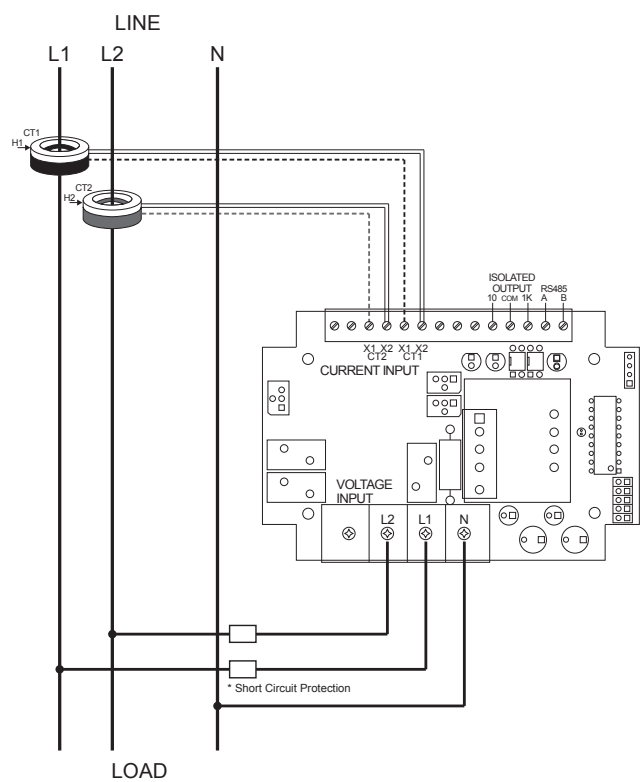 LINE
L1 L2 N
CT1
H1
CT2
H2
ISOLATED
OUTPUT RS485
10 COM 1K A B
X1 X2 X1 X2
CT2 CT1
CURRENT INPUT
VOLTAGE
INPUT
L2 L1 N
* Short Circuit Protection
LOAD